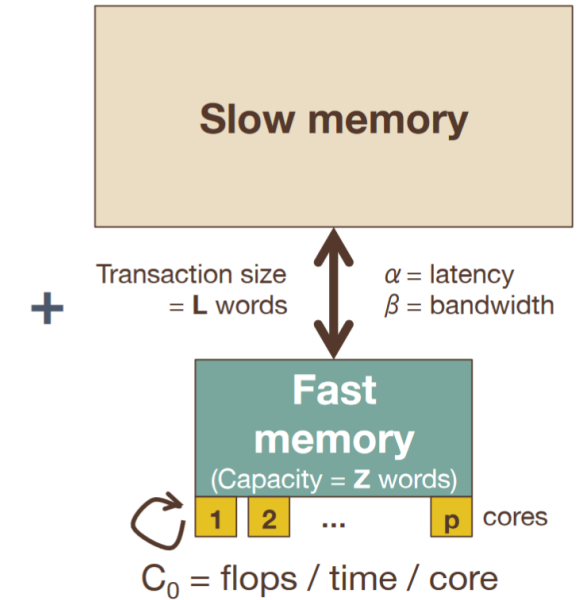 Slow memory
+
Transaction size
= L words
α = latency
β = bandwidth
Fast
memory
(Capacity = Z words)
1 2 ... p cores
C₀ = flops / time / core